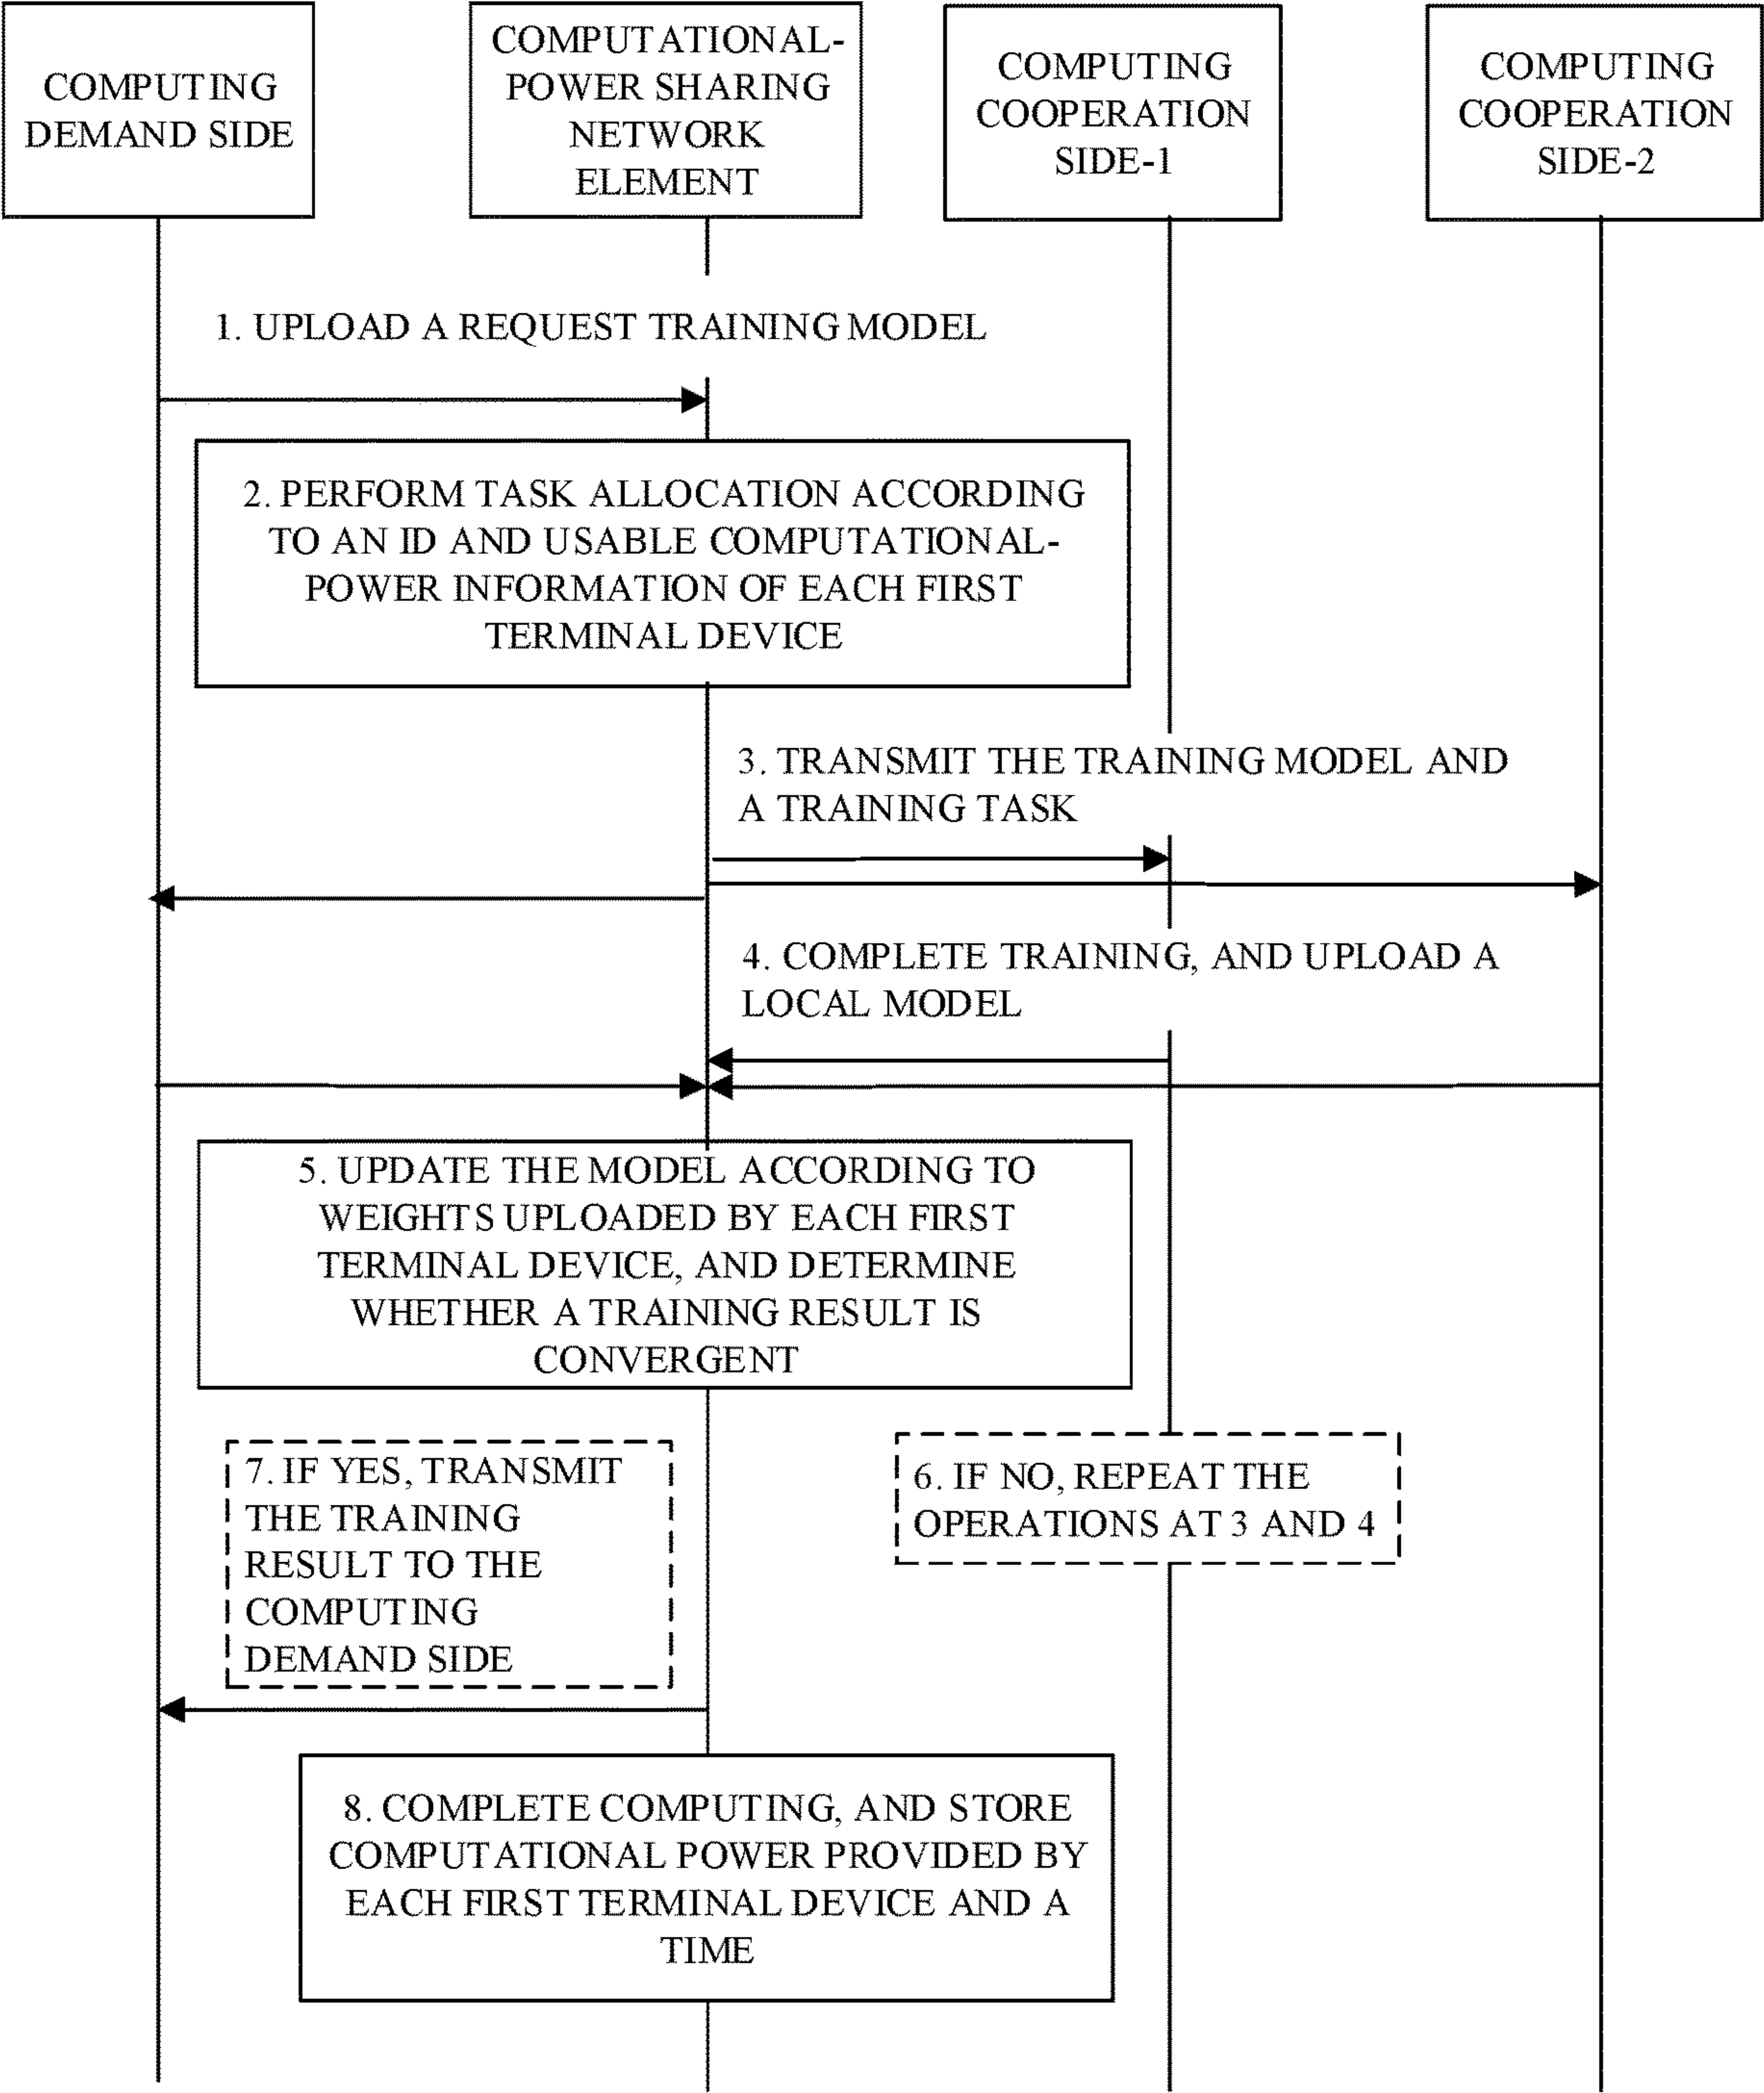 COMPUTING
DEMAND SIDE
COMPUTATIONAL-
POWER SHARING
NETWORK
ELEMENT
COMPUTING
COOPERATION
SIDE-1
COMPUTING
COOPERATION
SIDE-2
1. UPLOAD A REQUEST TRAINING MODEL
2. PERFORM TASK ALLOCATION ACCORDING
TO AN ID AND USABLE COMPUTATIONAL-
POWER INFORMATION OF EACH FIRST
TERMINAL DEVICE
3. TRANSMIT THE TRAINING MODEL AND
A TRAINING TASK
4. COMPLETE TRAINING, AND UPLOAD A
LOCAL MODEL
5. UPDATE THE MODEL ACCORDING TO
WEIGHTS UPLOADED BY EACH FIRST
TERMINAL DEVICE, AND DETERMINE
WHETHER A TRAINING RESULT IS
CONVERGENT
7. IF YES, TRANSMIT
THE TRAINING
RESULT TO THE
COMPUTING
DEMAND SIDE
6. IF NO, REPEAT THE
OPERATIONS AT 3 AND 4
8. COMPLETE COMPUTING, AND STORE
COMPUTATIONAL POWER PROVIDED BY
EACH FIRST TERMINAL DEVICE AND A
TIME